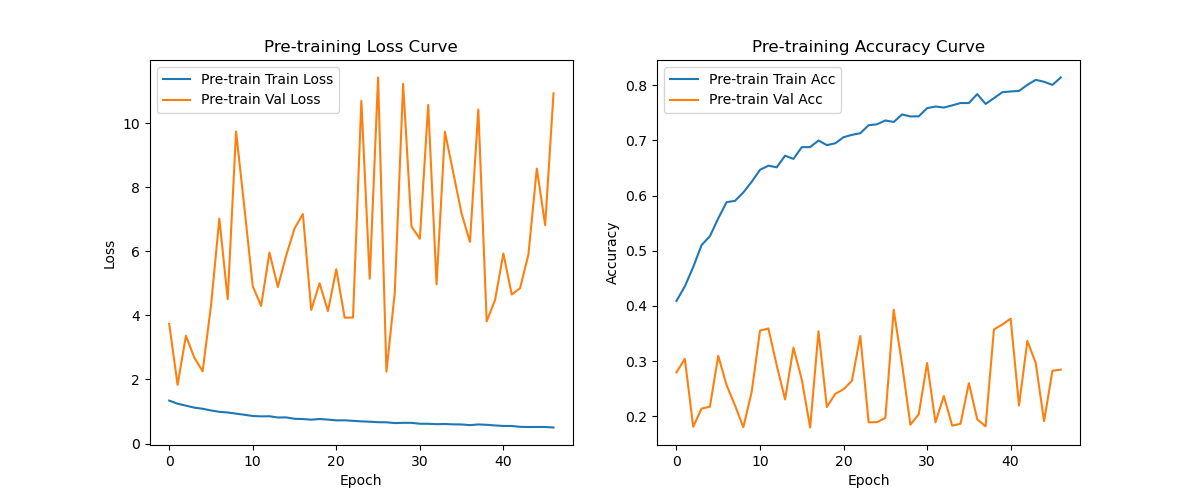 Pre-training Loss Curve
Pre-train Train Loss
Pre-train Val Loss
Loss
10
8
6
4
2
0
0 10 20 30 40
Epoch
Pre-training Accuracy Curve
Pre-train Train Acc
Pre-train Val Acc
Accuracy
0.8
0.7
0.6
0.5
0.4
0.3
0.2
0 10 20 30 40
Epoch